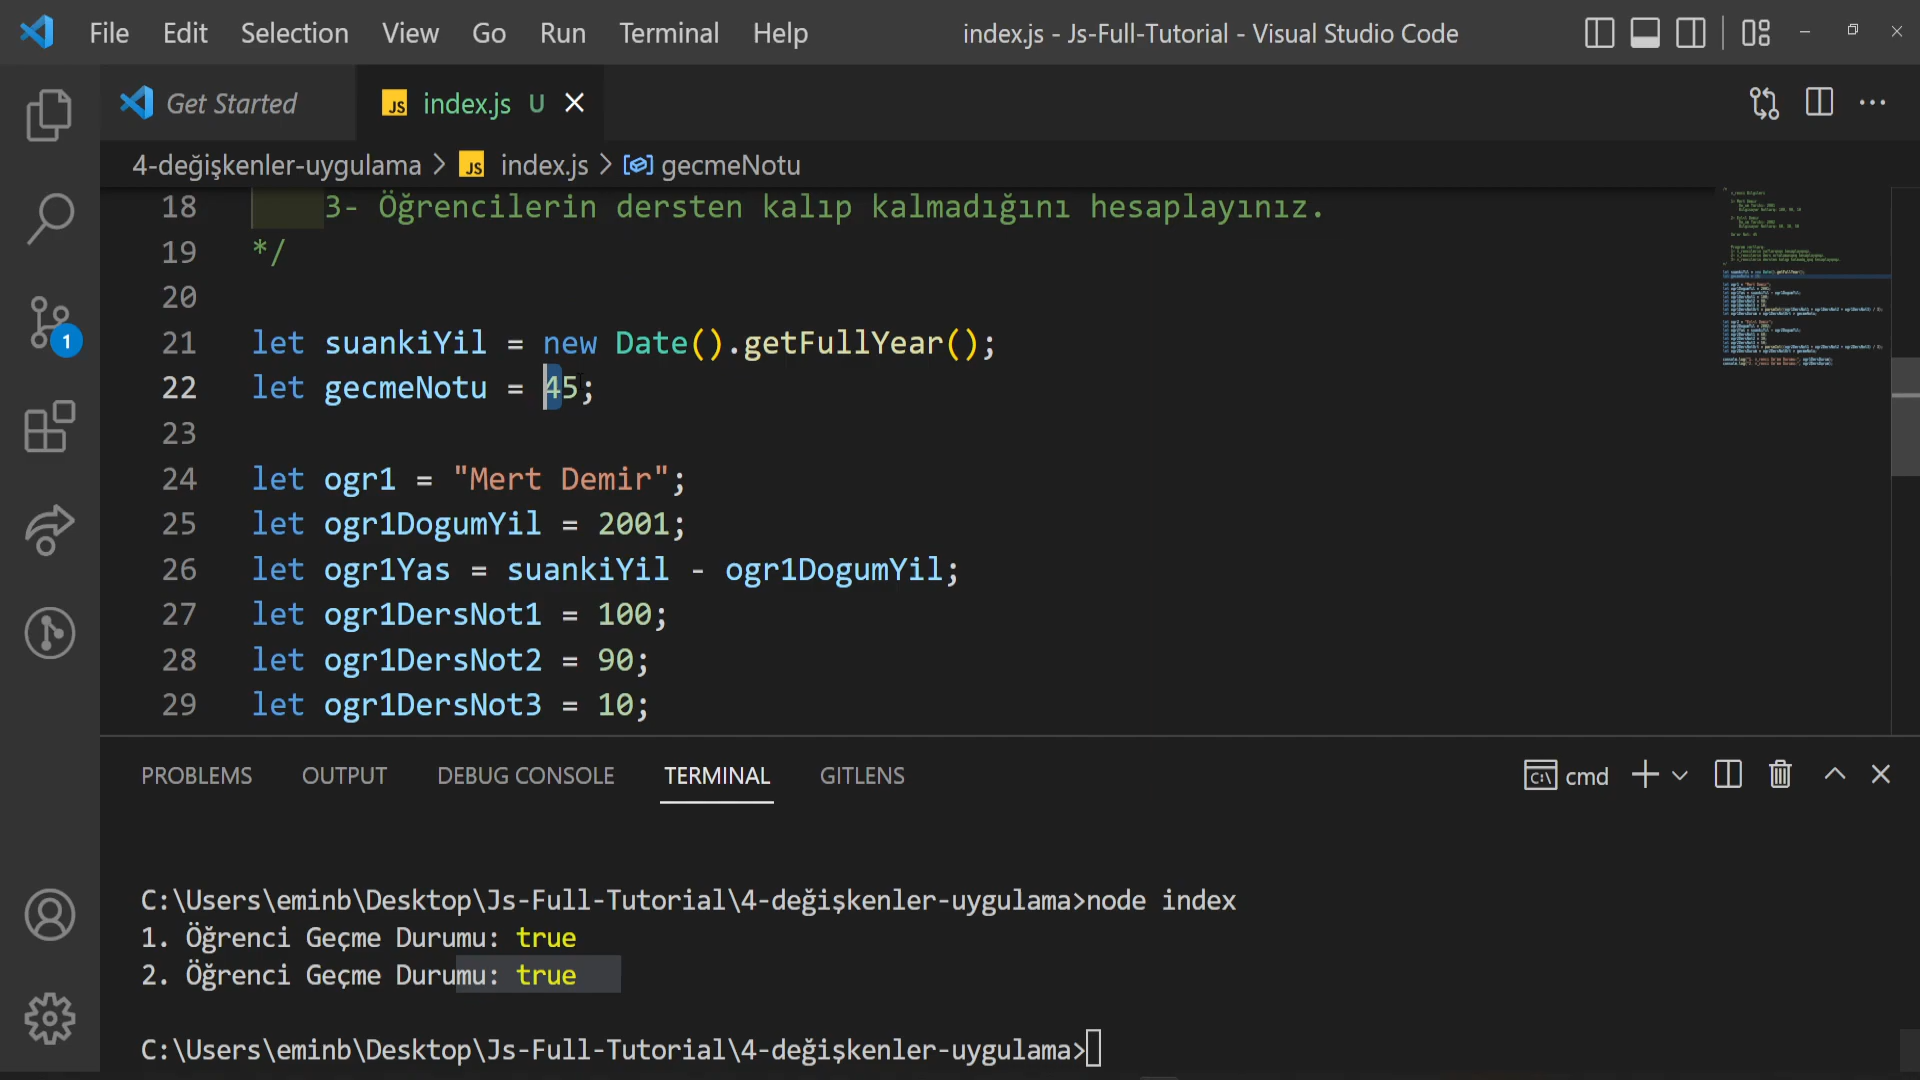 File Edit Selection View Go Run Terminal Help index.js - Js-Full-Tutorial - Visual Studio Code
Get Started JS index.js U
4-değişkenler-uygulama > JS index.js > gecmeNotu
18 3- Öğrencilerin dersten kalıp kalmadığını hesaplayınız.
19 */
20
21 let suankiYil = new Date().getFullYear();
22 let gecmeNotu = 45;
23
24 let ogr1 = "Mert Demir";
25 let ogr1DogumYil = 2001;
26 let ogr1Yas = suankiYil - ogr1DogumYil;
27 let ogr1DersNot1 = 100;
28 let ogr1DersNot2 = 90;
29 let ogr1DersNot3 = 10;
1
PROBLEMS OUTPUT DEBUG CONSOLE TERMINAL GITLENS cmd
C:\Users\eminb\Desktop\Js-Full-Tutorial\4-değişkenler-uygulama>node index
1. Öğrenci Geçme Durumu: true
2. Öğrenci Geçme Durumu: true
C:\Users\eminb\Desktop\Js-Full-Tutorial\4-değişkenler-uygulama>